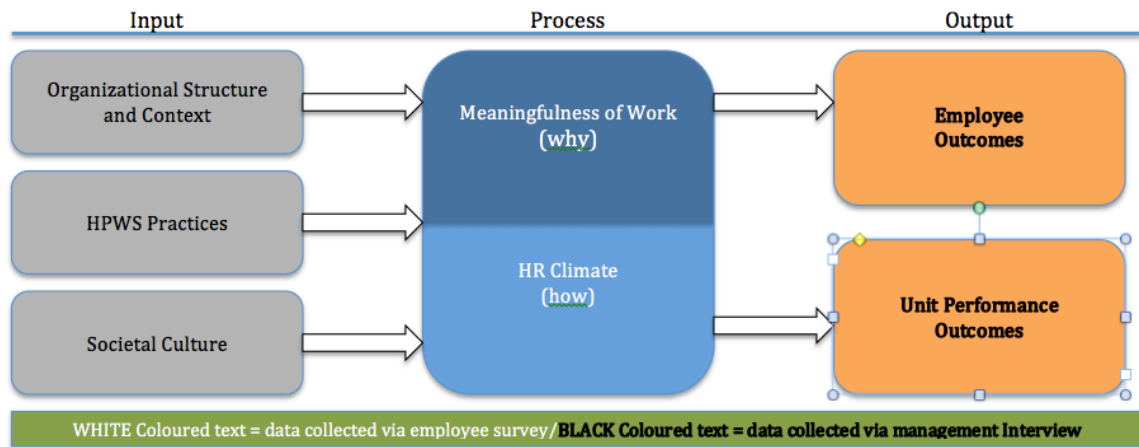 Input
Process
Output
Organizational Structure
and Context
HPWS Practices
Societal Culture
Meaningfulness of Work
(why)
HR Climate
(how)
Employee
Outcomes
Unit Performance
Outcomes
WHITE Coloured text = data collected via employee survey/BLACK Coloured text = data collected via management Interview